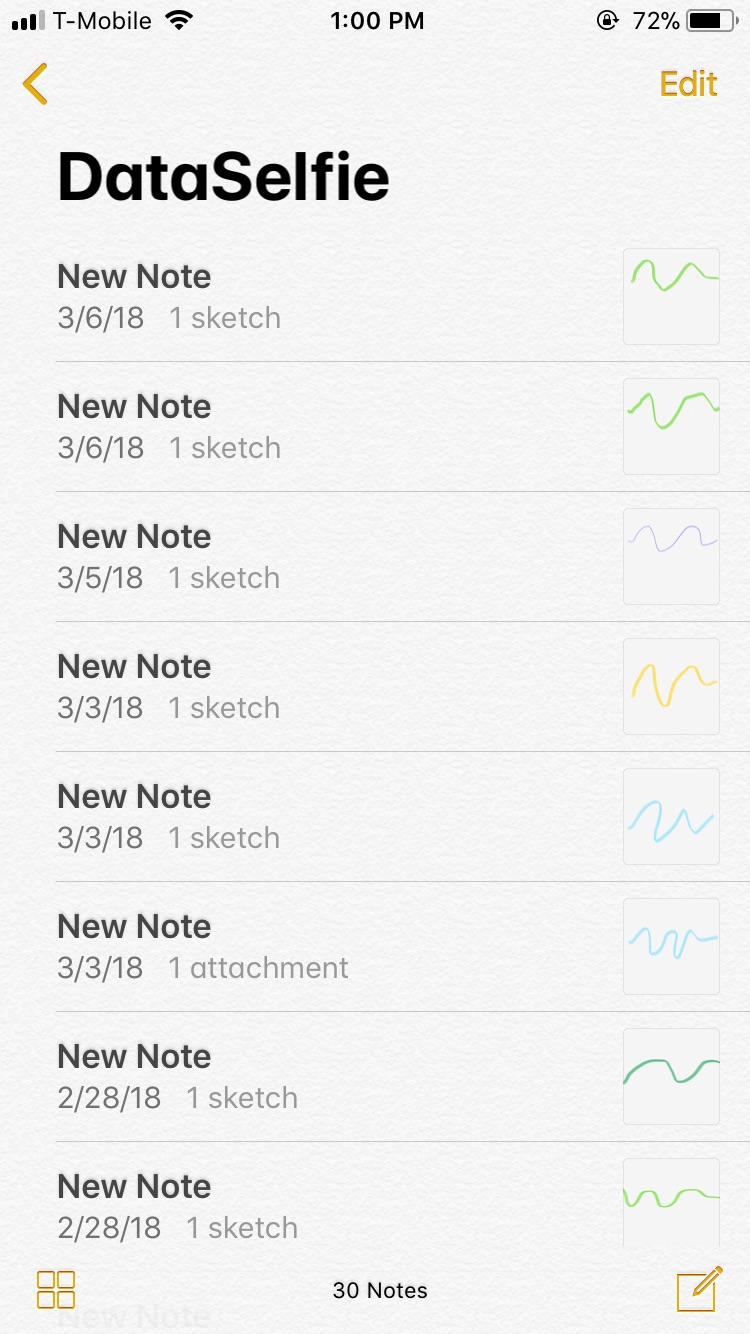 T-Mobile 1:00 PM 72%
Edit
DataSelfie
New Note
3/6/18 1 sketch
New Note
3/6/18 1 sketch
New Note
3/5/18 1 sketch
New Note
3/3/18 1 sketch
New Note
3/3/18 1 sketch
New Note
3/3/18 1 attachment
New Note
2/28/18 1 sketch
New Note
2/28/18 1 sketch
30 Notes
New Note